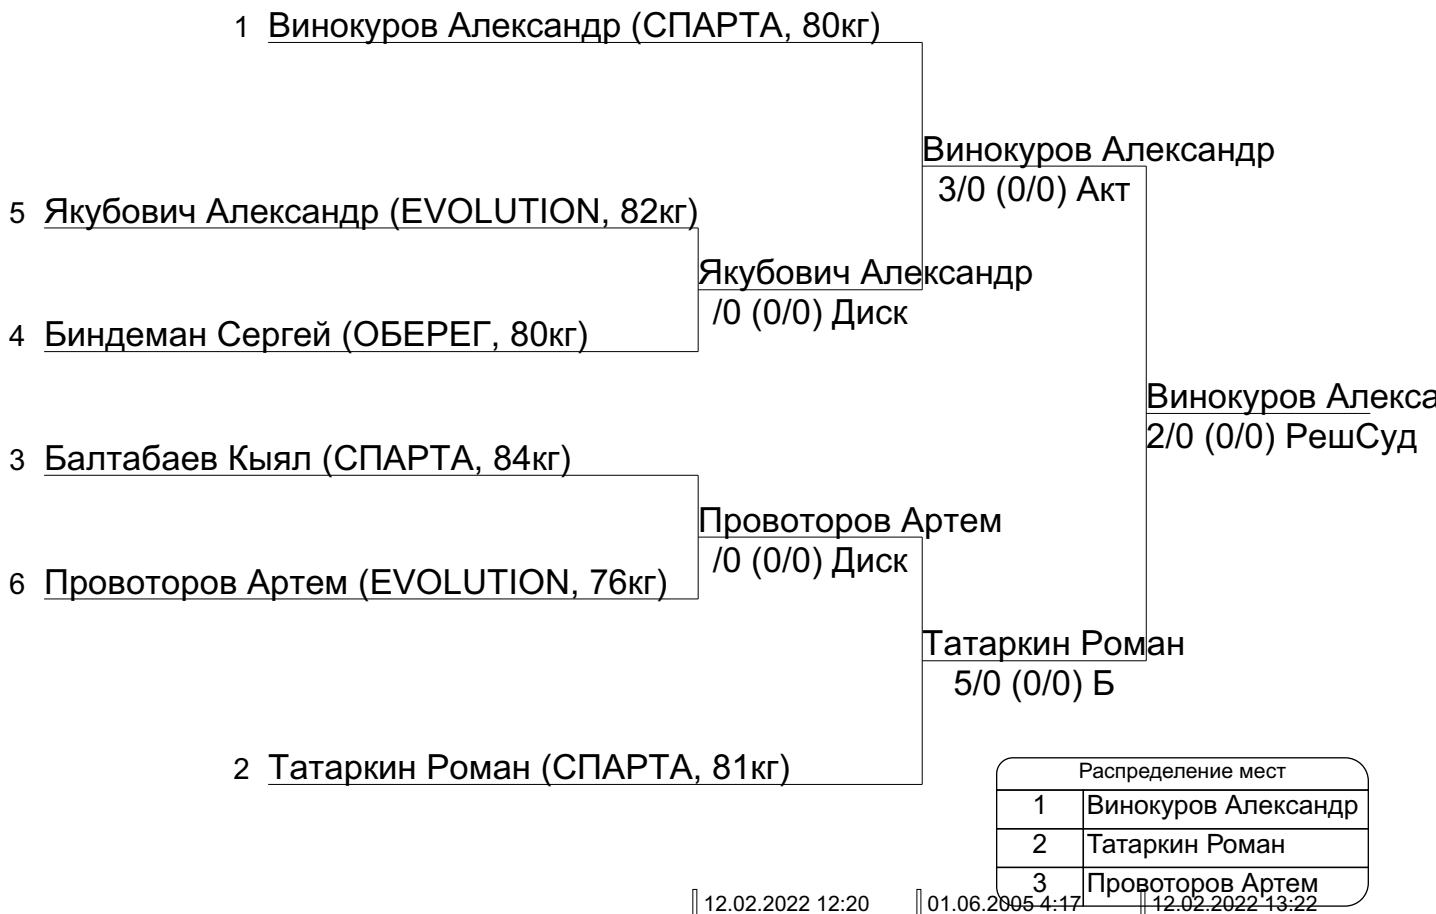 1 Винокуров Александр (СПАРТА, 80кг)
Винокуров Александр
3/0 (0/0) Акт
5 Якубович Александр (EVOLUTION, 82кг)
Якубович Александр
/0 (0/0) Диск
4 Биндеман Сергей (ОБЕРЕГ, 80кг)
Винокуров Алекса
2/0 (0/0) РешСуд
3 Балтабаев Кыял (СПАРТА, 84кг)
Провоторов Артем
/0 (0/0) Диск
6 Провоторов Артем (EVOLUTION, 76кг)
Татаркин Роман
5/0 (0/0) Б
2 Татаркин Роман (СПАРТА, 81кг)
Распределение мест
1 Винокуров Александр
2 Татаркин Роман
3 Провоторов Артем
12.02.2022 12:20 01.06.2005 4:17 12.02.2022 13:22